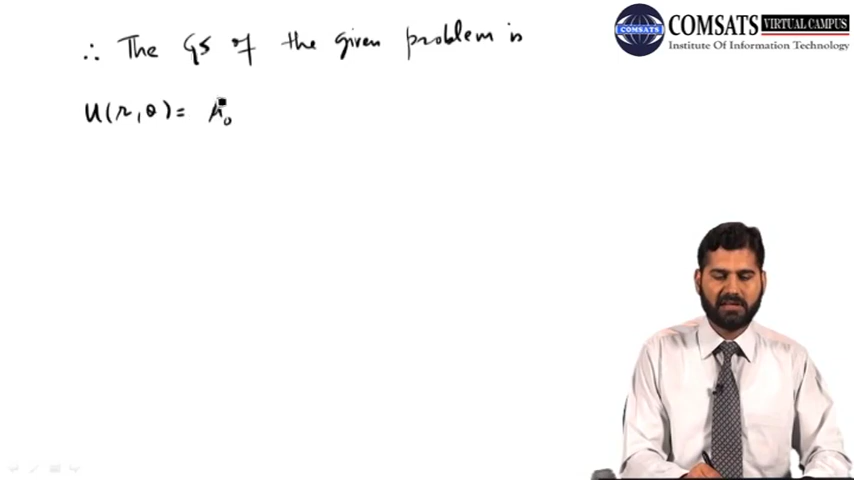 ∴ The GS of the given problem is
u(r,θ) = A₀
COMSATS VIRTUAL CAMPUS
Institute Of Information Technology
COMSATS